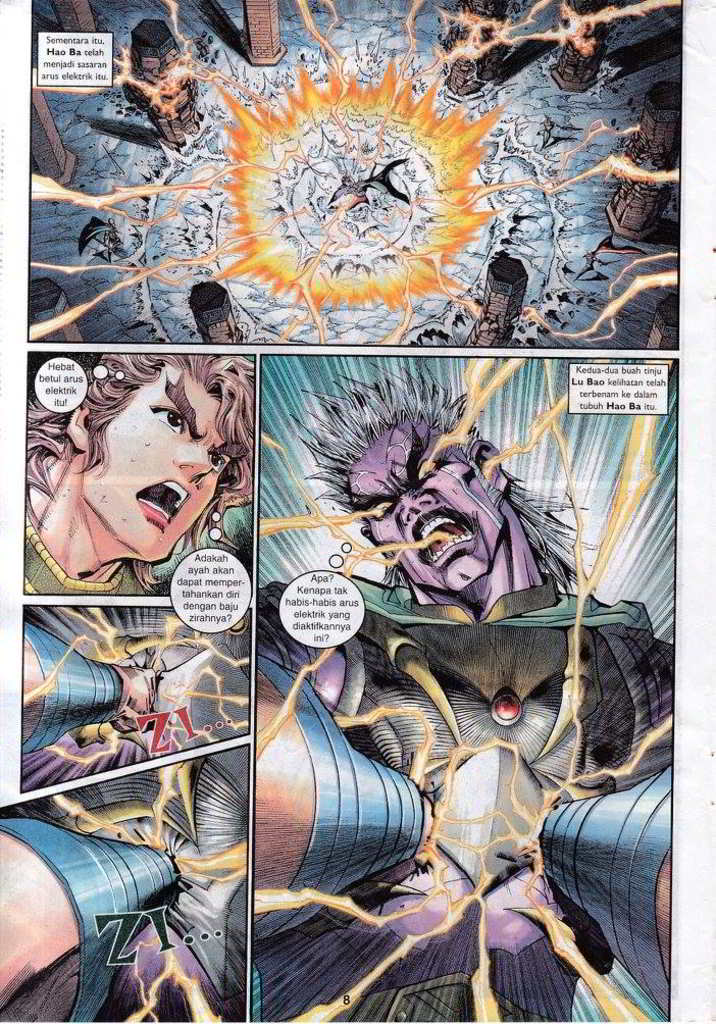 Sementara itu,
Hao Ba telah
menjadi sasaran
arus elektrik itu.
Hebat
betul arus
elektrik
itu!
Adakah
ayah akan
dapat memper-
tahankan diri
dengan baju
zirahnya?
ZI...
ZI...
Kedua-dua buah tinju
Lu Bao kelihatan telah
terbenam ke dalam
tubuh Hao Ba itu.
Apa?
Kenapa tak
habis-habis arus
elektrik yang
diaktifkannya
ini?
8